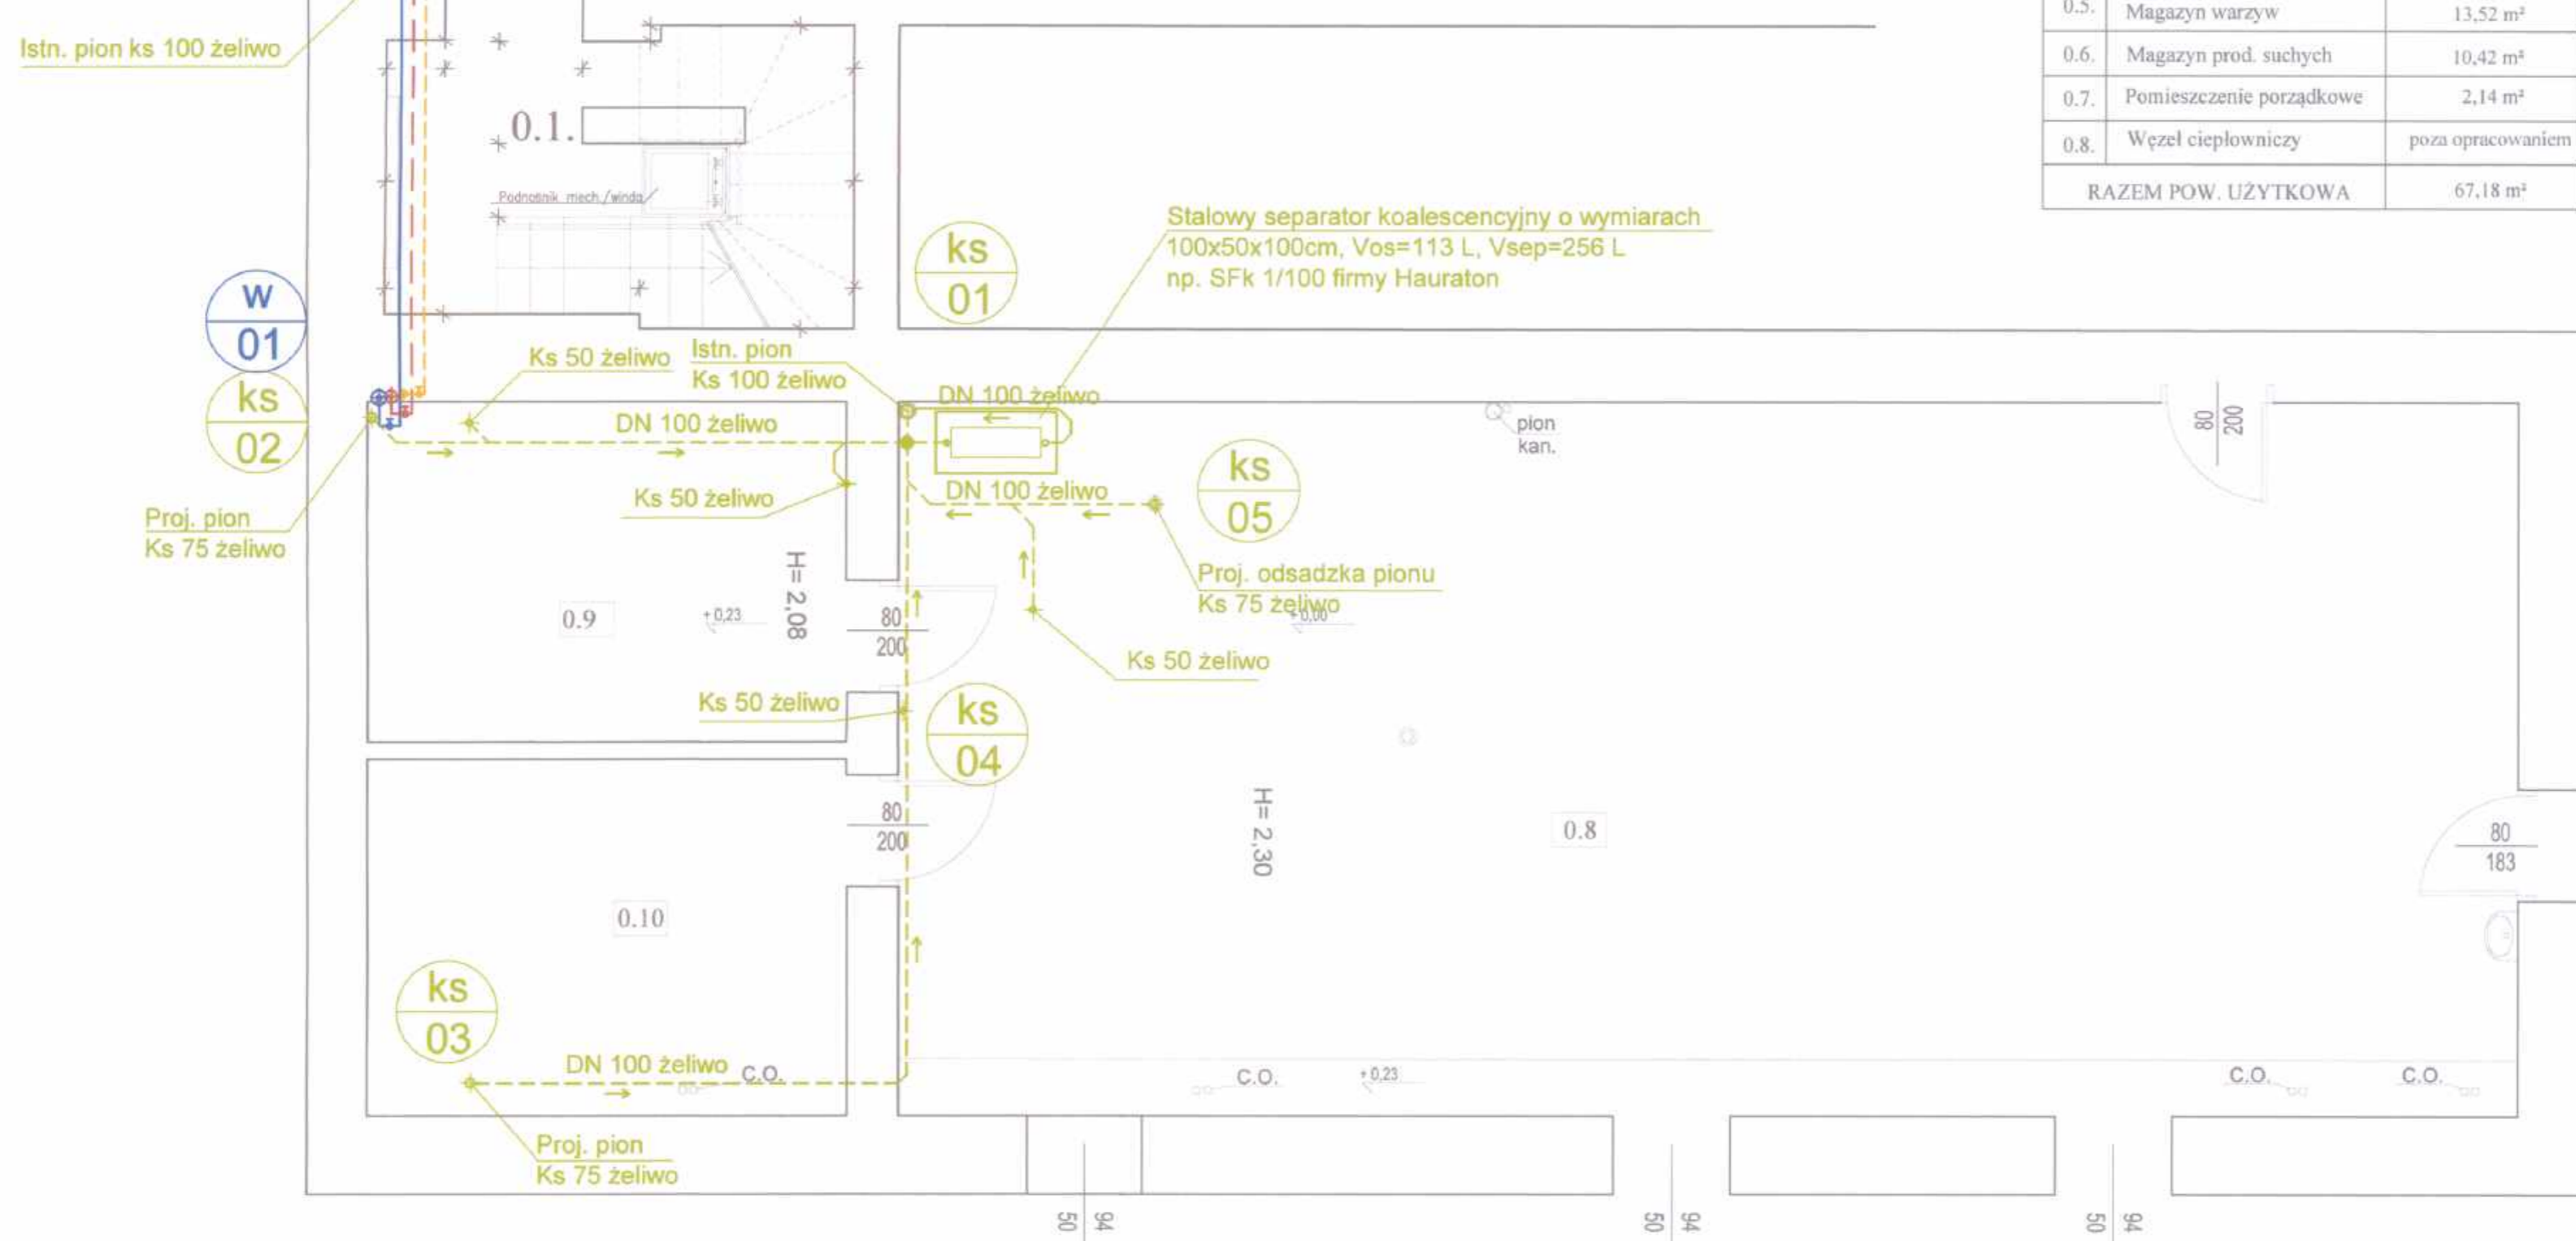 Istn. pion ks 100 żeliwo
0.5. Magazyn warzyw 13,52 m²
0.6. Magazyn prod. suchych 10,42 m²
0.7. Pomieszczenie porządkowe 2,14 m²
0.8. Węzeł ciepłowniczy poza opracowaniem
RAZEM POW. UŻYTKOWA 67,18 m²
0.1.
Podnośnik mech./winda
Stalowy separator koalescencyjny o wymiarach
100x50x100cm, Vos=113 L, Vsep=256 L
np. SFk 1/100 firmy Hauraton
ks
01
W
01
ks
02
Ks 50 żeliwo
Istn. pion
Ks 100 żeliwo
DN 100 żeliwo
DN 100 żeliwo
pion
kan.
80
200
Ks 50 żeliwo
DN 100 żeliwo
ks
05
Proj. pion
Ks 75 żeliwo
H= 2,08
Proj. odsadzka pionu
Ks 75 żeliwo
0.9
+ 0,23
80
200
+ 0,00
Ks 50 żeliwo
Ks 50 żeliwo
ks
04
80
200
H= 2,30
0.8
80
183
0.10
ks
03
DN 100 żeliwo
C.O.
C.O.
+ 0,23
C.O.
C.O.
Proj. pion
Ks 75 żeliwo
50
94
50
94
50
94